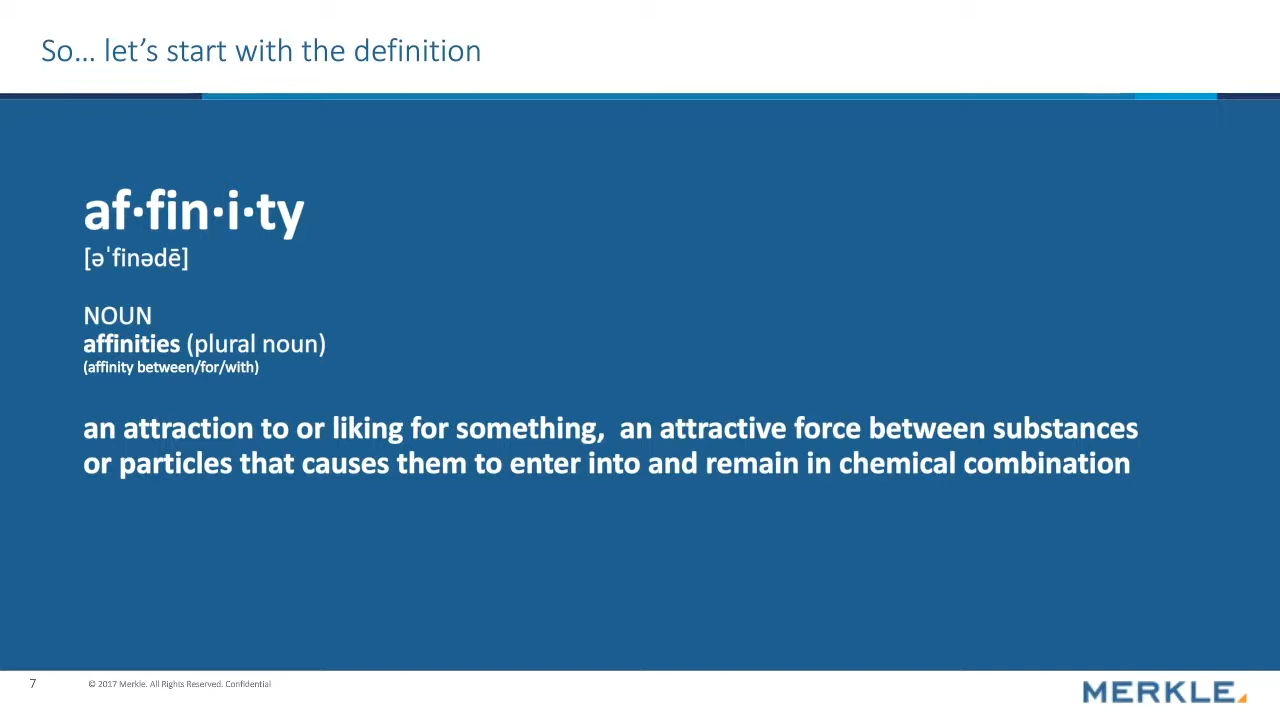 So… let’s start with the definition
af·fin·i·ty
[əˈfinədē]
NOUN
affinities (plural noun)
(affinity between/for/with)
an attraction to or liking for something,  an attractive force between substances
or particles that causes them to enter into and remain in chemical combination
7
© 2017 Merkle. All Rights Reserved. Confidential
MERKLE